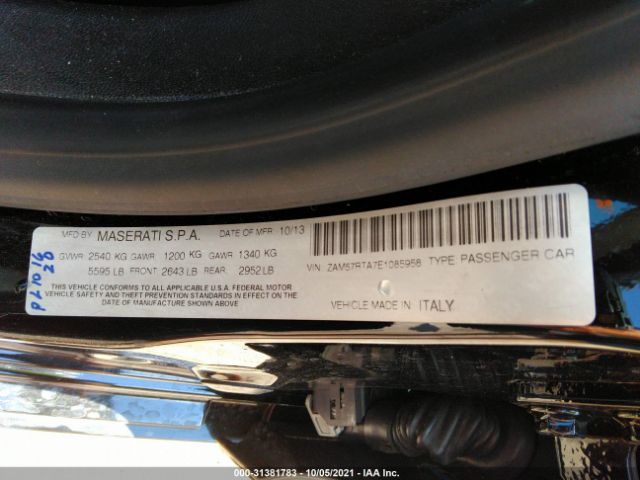 MFD BY MASERATI S.P.A. DATE OF MFR 10/13
GVWR: 2540 KG GAWR: 1200 KG GAWR: 1340 KG
5595 LB FRONT: 2643 LB REAR: 2952 LB
THIS VEHICLE CONFORMS TO ALL APPLICABLE U.S.A. FEDERAL MOTOR
VEHICLE SAFETY AND THEFT PREVENTION STANDARDS IN EFFECT ON THE
DATE OF MANUFACTURE SHOWN ABOVE
VIN: ZAM57RTA7E1085958 TYPE PASSENGER CAR
VEHICLE MADE IN ITALY
000-31381783 - 10/05/2021 - IAA Inc.